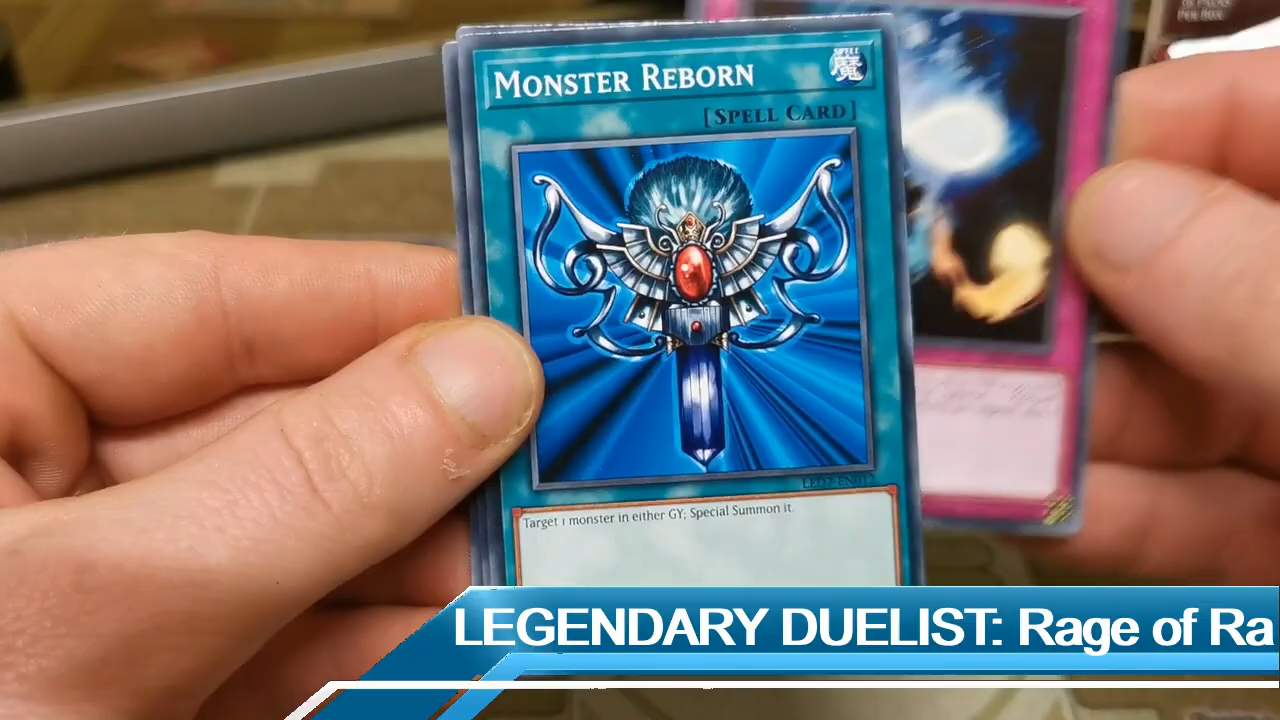 MONSTER REBORN
SPELL
魔
[SPELL CARD]
LED7-EN017
Target 1 monster in either GY; Special Summon it.
LEGENDARY DUELIST: Rage of Ra